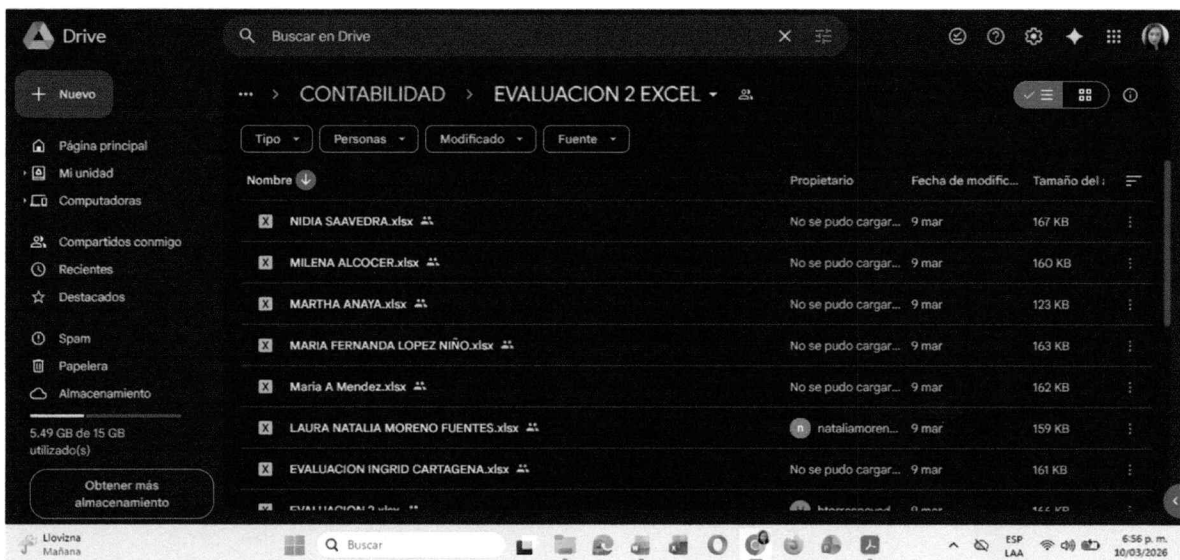 Drive
Buscar en Drive
Nuevo
CONTABILIDAD > EVALUACION 2 EXCEL
Tipo Personas Modificado Fuente
Página principal
Mi unidad
Computadoras
Compartidos conmigo
Recientes
Destacados
Spam
Papelera
Almacenamiento
5.49 GB de 15 GB
utilizado(s)
Obtener más
almacenamiento
Nombre Propietario Fecha de modific... Tamaño del
NIDIA SAAVEDRA.xlsx No se pudo cargar... 9 mar 167 KB
MILENA ALCOCER.xlsx No se pudo cargar... 9 mar 160 KB
MARTHA ANAYA.xlsx No se pudo cargar... 9 mar 123 KB
MARIA FERNANDA LOPEZ NIÑO.xlsx No se pudo cargar... 9 mar 163 KB
Maria A Mendez.xlsx No se pudo cargar... 9 mar 162 KB
LAURA NATALIA MORENO FUENTES.xlsx n nataliamoren... 9 mar 159 KB
EVALUACION INGRID CARTAGENA.xlsx No se pudo cargar... 9 mar 161 KB
EVALUACION 2.xlsx 9 mar
Llovizna
Mañana
Buscar
ESP
LAA
6:56 p. m.
10/03/2026